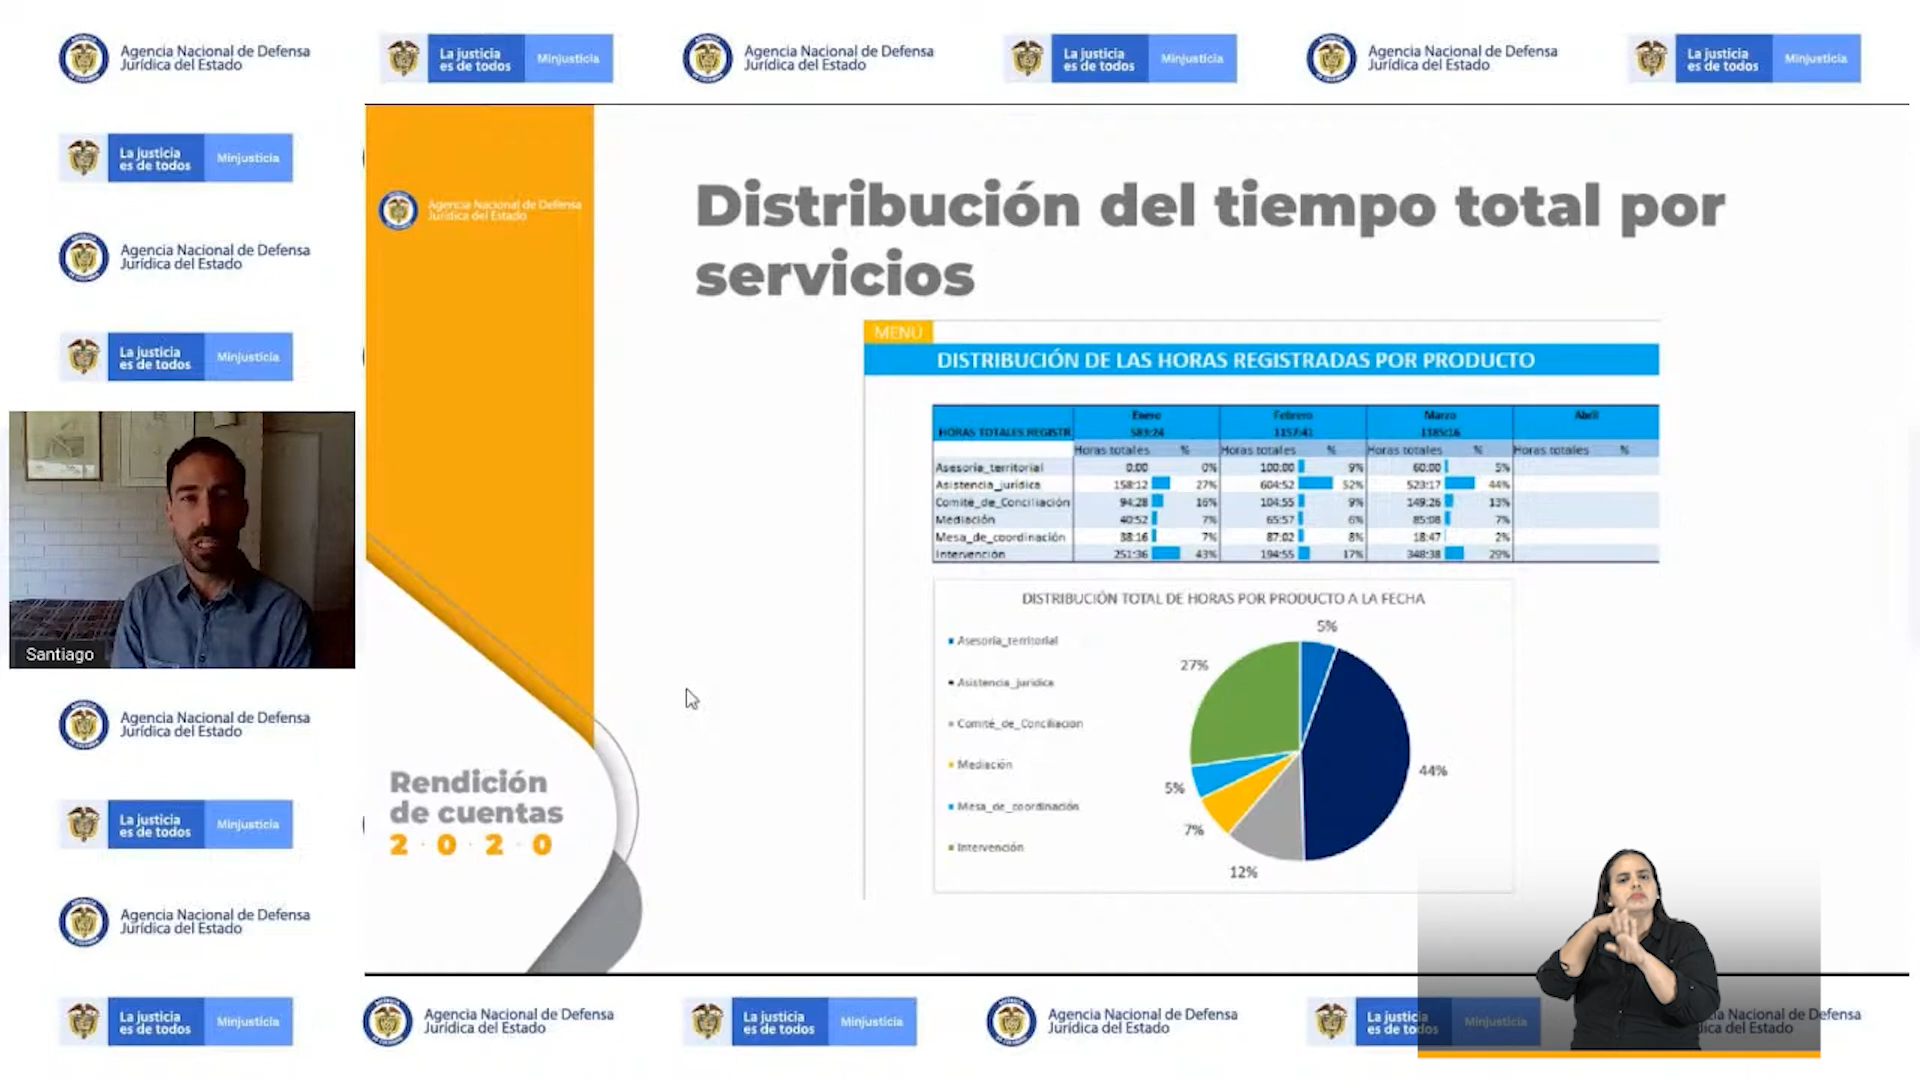 Agencia Nacional de Defensa
Jurídica del Estado
La justicia
es de todos
Minjusticia
Agencia Nacional de Defensa
Jurídica del Estado
La justicia
es de todos
Minjusticia
Agencia Nacional de Defensa
Jurídica del Estado
La justicia
es de todos
Minjusticia
La justicia
es de todos
Minjusticia
Agencia Nacional de Defensa
Jurídica del Estado
La justicia
es de todos
Minjusticia
Santiago
Agencia Nacional de Defensa
Jurídica del Estado
La justicia
es de todos
Minjusticia
Agencia Nacional de Defensa
Jurídica del Estado
Agencia Nacional de Defensa
Jurídica del Estado
Rendición
de cuentas
2·0·2·0
Distribución del tiempo total por
servicios
MENÚ
DISTRIBUCIÓN DE LAS HORAS REGISTRADAS POR PRODUCTO
Enero Febrero Marzo Abril
HORAS TOTALES REGISTR 583:24 1157:41 1185:16
Horas totales % Horas totales % Horas totales % Horas totales %
Asesoría_territorial 0:00 0% 100:00 9% 60:00 5%
Asistencia_jurídica 158:12 27% 604:52 52% 523:17 44%
Comité_de_Conciliación 94:28 16% 104:55 9% 149:26 13%
Mediación 40:52 7% 65:57 6% 85:08 7%
Mesa_de_coordinación 38:16 7% 87:02 8% 18:47 2%
Intervención 251:36 43% 194:55 17% 348:38 29%
DISTRIBUCIÓN TOTAL DE HORAS POR PRODUCTO A LA FECHA
Asesoría_territorial
Asistencia_jurídica
Comité_de_Conciliación
Mediación
Mesa_de_coordinación
Intervención
5%
27%
44%
5%
7%
12%
La justicia
es de todos
Minjusticia
Agencia Nacional de Defensa
Jurídica del Estado
La justicia
es de todos
Minjusticia
Agencia Nacional de Defensa
Jurídica del Estado
La justicia
es de todos
Minjusticia
de Defensa
del Estado